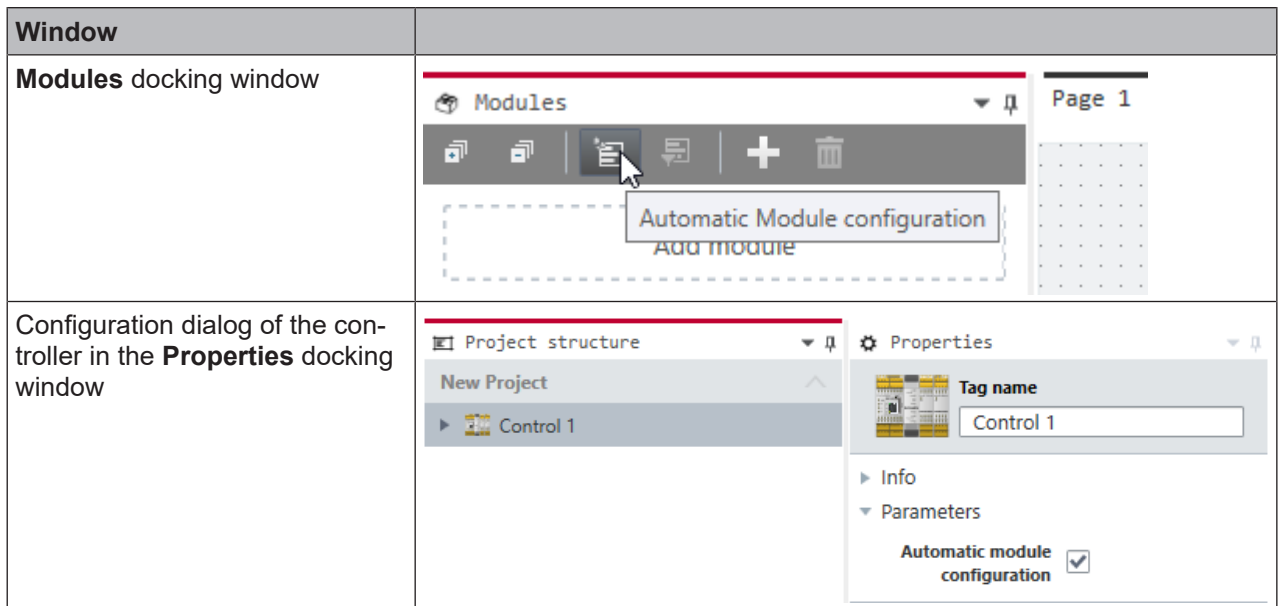 Window
Modules docking window
Modules
Page 1
Automatic Module configuration
Add module
Configuration dialog of the con-
troller in the Properties docking
window
Project structure
New Project
Control 1
Properties
Tag name
Control 1
Info
Parameters
Automatic module
configuration